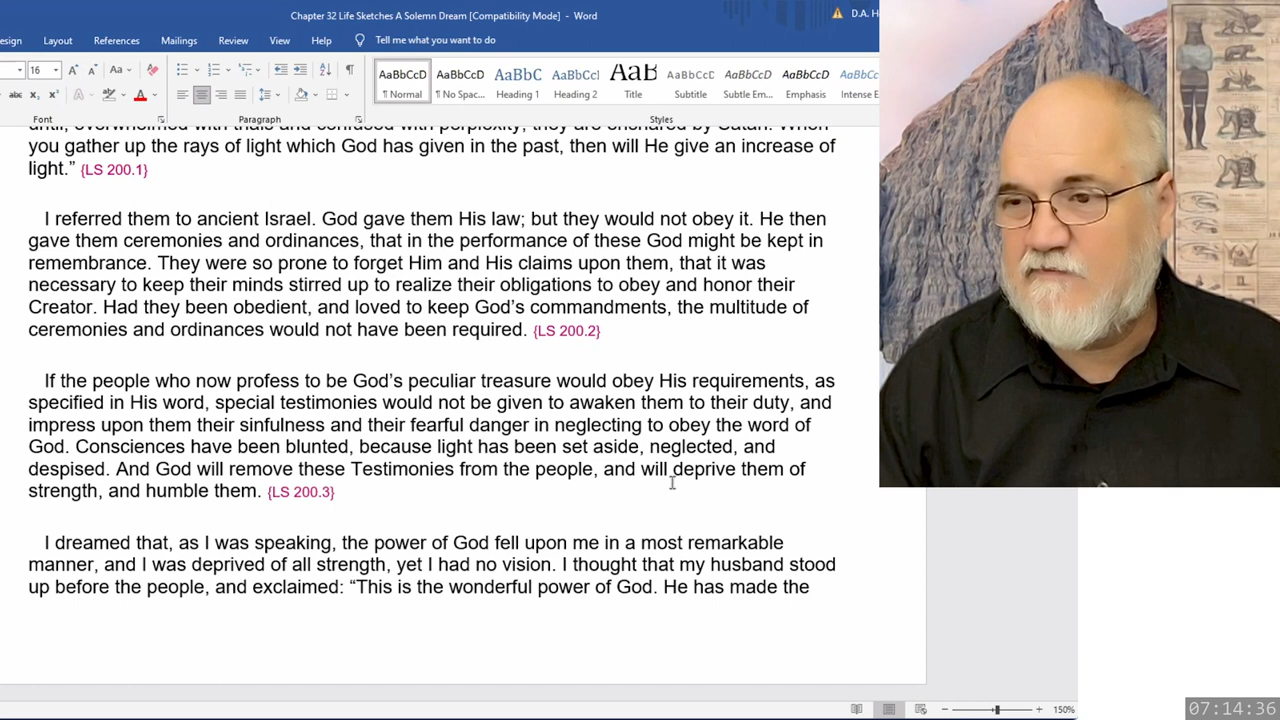 Chapter 32 Life Sketches A Solemn Dream [Compatibility Mode] - Word
D.A. H
esign Layout References Mailings Review View Help Tell me what you want to do
16
AaBbCcD AaBbCcD AaBbC AaBbCc AaB AaBbCcD AaBbCcD AaBbCcD AaBbCc
¶ Normal ¶ No Spac... Heading 1 Heading 2 Title Subtitle Subtle Em... Emphasis Intense E
Font Paragraph Styles
until, overwhelmed with trials and confused with perplexity, they are ensnared by Satan. When
you gather up the rays of light which God has given in the past, then will He give an increase of
light.” {LS 200.1}
I referred them to ancient Israel. God gave them His law; but they would not obey it. He then
gave them ceremonies and ordinances, that in the performance of these God might be kept in
remembrance. They were so prone to forget Him and His claims upon them, that it was
necessary to keep their minds stirred up to realize their obligations to obey and honor their
Creator. Had they been obedient, and loved to keep God’s commandments, the multitude of
ceremonies and ordinances would not have been required. {LS 200.2}
If the people who now profess to be God’s peculiar treasure would obey His requirements, as
specified in His word, special testimonies would not be given to awaken them to their duty, and
impress upon them their sinfulness and their fearful danger in neglecting to obey the word of
God. Consciences have been blunted, because light has been set aside, neglected, and
despised. And God will remove these Testimonies from the people, and will deprive them of
strength, and humble them. {LS 200.3}
I dreamed that, as I was speaking, the power of God fell upon me in a most remarkable
manner, and I was deprived of all strength, yet I had no vision. I thought that my husband stood
up before the people, and exclaimed: “This is the wonderful power of God. He has made the
150%
07:14:36